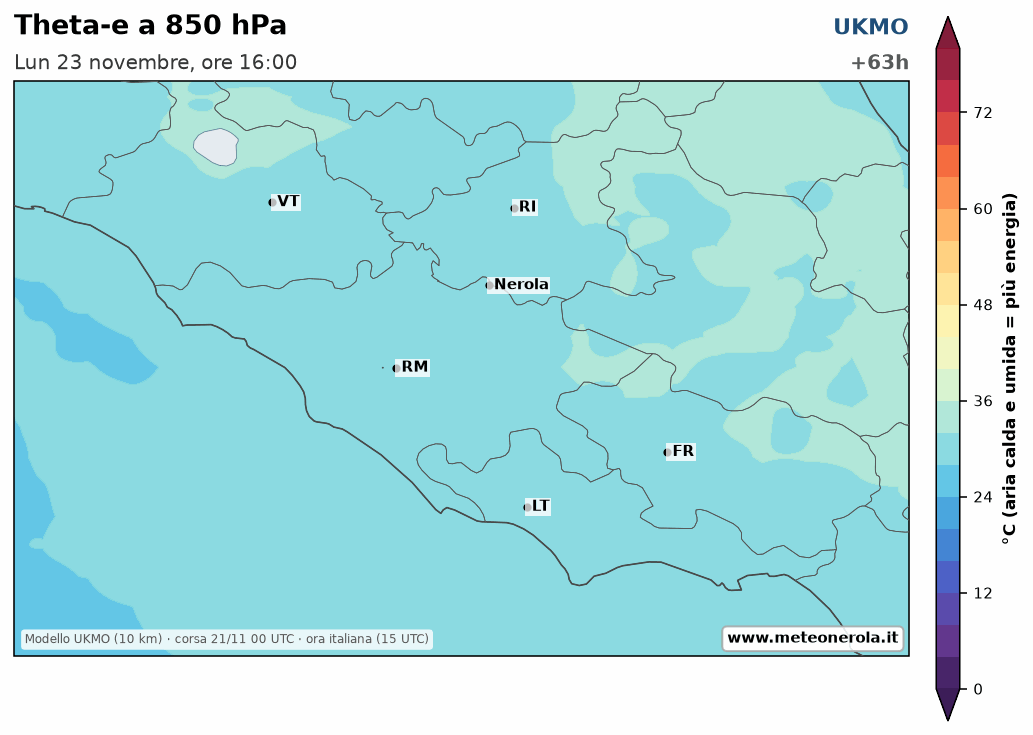 Theta-e a 850 hPa
UKMO
Lun 23 novembre, ore 16:00
+63h
VT
RI
Nerola
RM
FR
LT
72
60
48
36
24
12
0
°C (aria calda e umida = più energia)
Modello UKMO (10 km) · corsa 21/11 00 UTC · ora italiana (15 UTC)
www.meteonerola.it